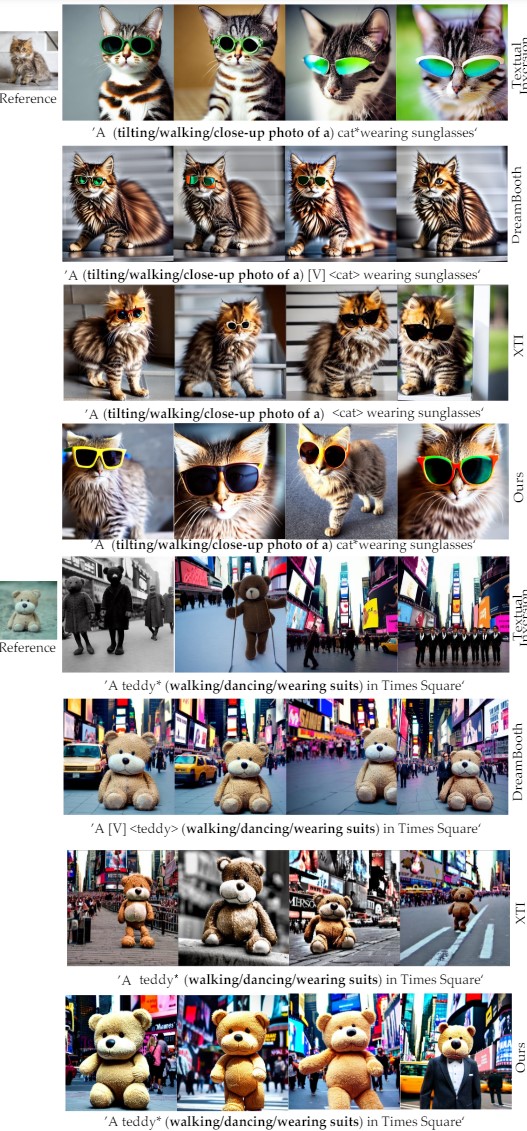 Textual
Inversion
Reference
'A (tilting/walking/close-up photo of a) cat*wearing sunglasses'
DreamBooth
'A (tilting/walking/close-up photo of a) [V] <cat> wearing sunglasses'
XTI
'A (tilting/walking/close-up photo of a) <cat> wearing sunglasses'
Ours
'A (tilting/walking/close-up photo of a) cat*wearing sunglasses'
Textual
Inversion
Reference
'A teddy* (walking/dancing/wearing suits) in Times Square'
DreamBooth
'A [V] <teddy> (walking/dancing/wearing suits) in Times Square'
XTI
'A teddy* (walking/dancing/wearing suits) in Times Square'
Ours
'A teddy* (walking/dancing/wearing suits) in Times Square'